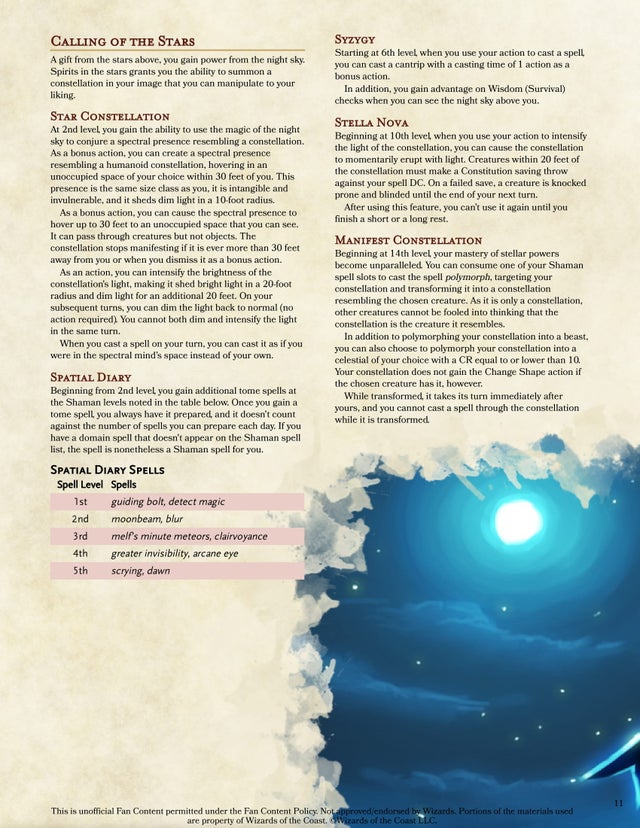 Calling of the Stars
A gift from the stars above, you gain power from the night sky.
Spirits in the stars grants you the ability to summon a
constellation in your image that you can manipulate to your
liking.
Star Constellation
At 2nd level, you gain the ability to use the magic of the night
sky to conjure a spectral presence resembling a constellation.
As a bonus action, you can create a spectral presence
resembling a humanoid constellation, hovering in an
unoccupied space of your choice within 30 feet of you. This
presence is the same size class as you, it is intangible and
invulnerable, and it sheds dim light in a 10-foot radius.
As a bonus action, you can cause the spectral presence to
hover up to 30 feet to an unoccupied space that you can see.
It can pass through creatures but not objects. The
constellation stops manifesting if it is ever more than 30 feet
away from you or when you dismiss it as a bonus action.
As an action, you can intensify the brightness of the
constellation's light, making it shed bright light in a 20-foot
radius and dim light for an additional 20 feet. On your
subsequent turns, you can dim the light back to normal (no
action required). You cannot both dim and intensify the light
in the same turn.
When you cast a spell on your turn, you can cast it as if you
were in the spectral mind's space instead of your own.
Spatial Diary
Beginning from 2nd level, you gain additional tome spells at
the Shaman levels noted in the table below. Once you gain a
tome spell, you always have it prepared, and it doesn't count
against the number of spells you can prepare each day. If you
have a domain spell that doesn't appear on the Shaman spell
list, the spell is nonetheless a Shaman spell for you.
Spatial Diary Spells
Spell Level Spells
1st guiding bolt, detect magic
2nd moonbeam, blur
3rd melf's minute meteors, clairvoyance
4th greater invisibility, arcane eye
5th scrying, dawn
Syzygy
Starting at 6th level, when you use your action to cast a spell,
you can cast a cantrip with a casting time of 1 action as a
bonus action.
In addition, you gain advantage on Wisdom (Survival)
checks when you can see the night sky above you.
Stella Nova
Beginning at 10th level, when you use your action to intensify
the light of the constellation, you can cause the constellation
to momentarily erupt with light. Creatures within 20 feet of
the constellation must make a Constitution saving throw
against your spell DC. On a failed save, a creature is knocked
prone and blinded until the end of your next turn.
After using this feature, you can't use it again until you
finish a short or a long rest.
Manifest Constellation
Beginning at 14th level, your mastery of stellar powers
become unparalleled. You can consume one of your Shaman
spell slots to cast the spell polymorph, targeting your
constellation and transforming it into a constellation
resembling the chosen creature. As it is only a constellation,
other creatures cannot be fooled into thinking that the
constellation is the creature it resembles.
In addition to polymorphing your constellation into a beast,
you can also choose to polymorph your constellation into a
celestial of your choice with a CR equal to or lower than 10.
Your constellation does not gain the Change Shape action if
the chosen creature has it, however.
While transformed, it takes its turn immediately after
yours, and you cannot cast a spell through the constellation
while it is transformed.
11
This is unofficial Fan Content permitted under the Fan Content Policy. Not approved/endorsed by Wizards. Portions of the materials used
are property of Wizards of the Coast. ©Wizards of the Coast LLC.